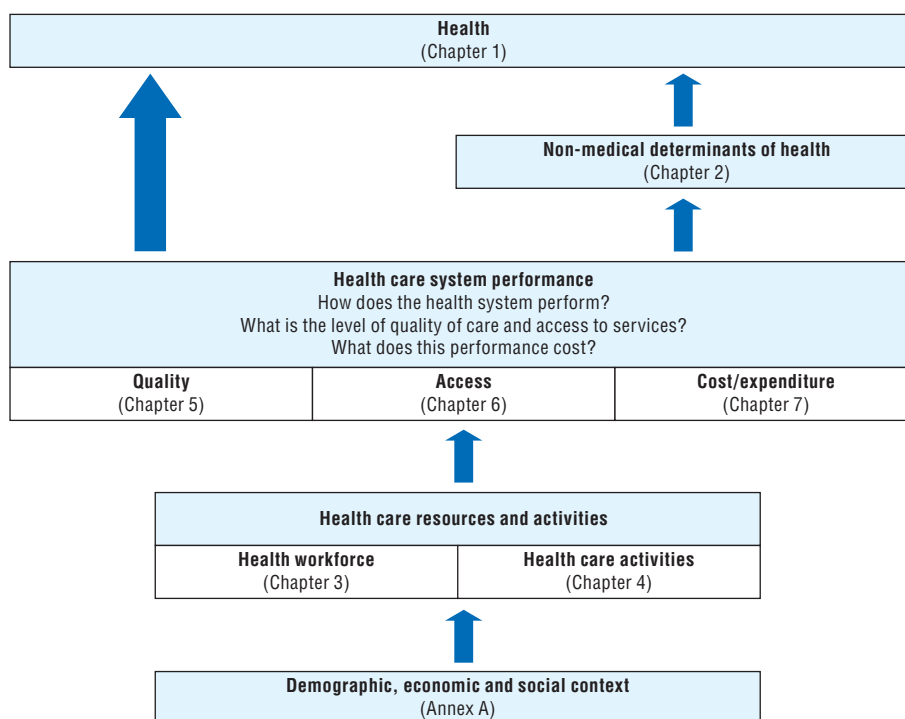 Health
(Chapter 1)
Non-medical determinants of health
(Chapter 2)
Health care system performance
How does the health system perform?
What is the level of quality of care and access to services?
What does this performance cost?
Quality
(Chapter 5)
Access
(Chapter 6)
Cost/expenditure
(Chapter 7)
Health care resources and activities
Health workforce
(Chapter 3)
Health care activities
(Chapter 4)
Demographic, economic and social context
(Annex A)